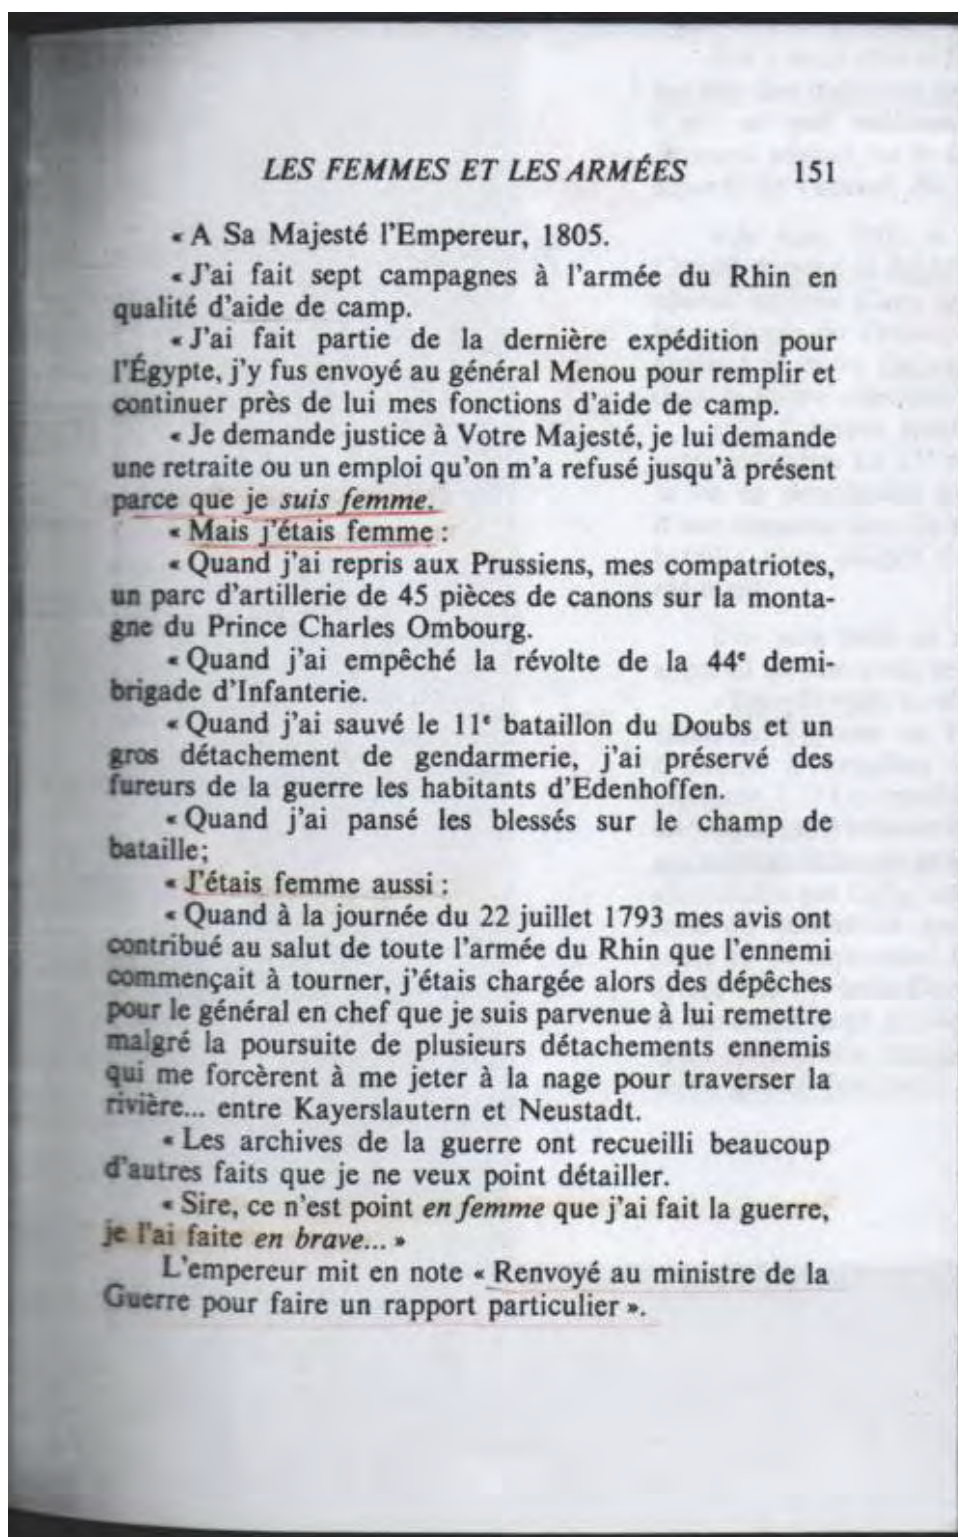 LES FEMMES ET LES ARMÉES 151
« A Sa Majesté l'Empereur, 1805.
« J'ai fait sept campagnes à l'armée du Rhin en
qualité d'aide de camp.
« J'ai fait partie de la dernière expédition pour
l'Égypte, j'y fus envoyé au général Menou pour remplir et
continuer près de lui mes fonctions d'aide de camp.
« Je demande justice à Votre Majesté, je lui demande
une retraite ou un emploi qu'on m'a refusé jusqu'à présent
parce que je suis femme.
« Mais j'étais femme :
« Quand j'ai repris aux Prussiens, mes compatriotes,
un parc d'artillerie de 45 pièces de canons sur la monta-
gne du Prince Charles Ombourg.
« Quand j'ai empêché la révolte de la 44e demi-
brigade d'Infanterie.
« Quand j'ai sauvé le 11e bataillon du Doubs et un
gros détachement de gendarmerie, j'ai préservé des
fureurs de la guerre les habitants d'Edenhoffen.
« Quand j'ai pansé les blessés sur le champ de
bataille;
« J'étais femme aussi :
« Quand à la journée du 22 juillet 1793 mes avis ont
contribué au salut de toute l'armée du Rhin que l'ennemi
commençait à tourner, j'étais chargée alors des dépêches
pour le général en chef que je suis parvenue à lui remettre
malgré la poursuite de plusieurs détachements ennemis
qui me forcèrent à me jeter à la nage pour traverser la
rivière... entre Kayerslautern et Neustadt.
« Les archives de la guerre ont recueilli beaucoup
d'autres faits que je ne veux point détailler.
« Sire, ce n'est point en femme que j'ai fait la guerre,
je l'ai faite en brave... »
L'empereur mit en note « Renvoyé au ministre de la
Guerre pour faire un rapport particulier ».